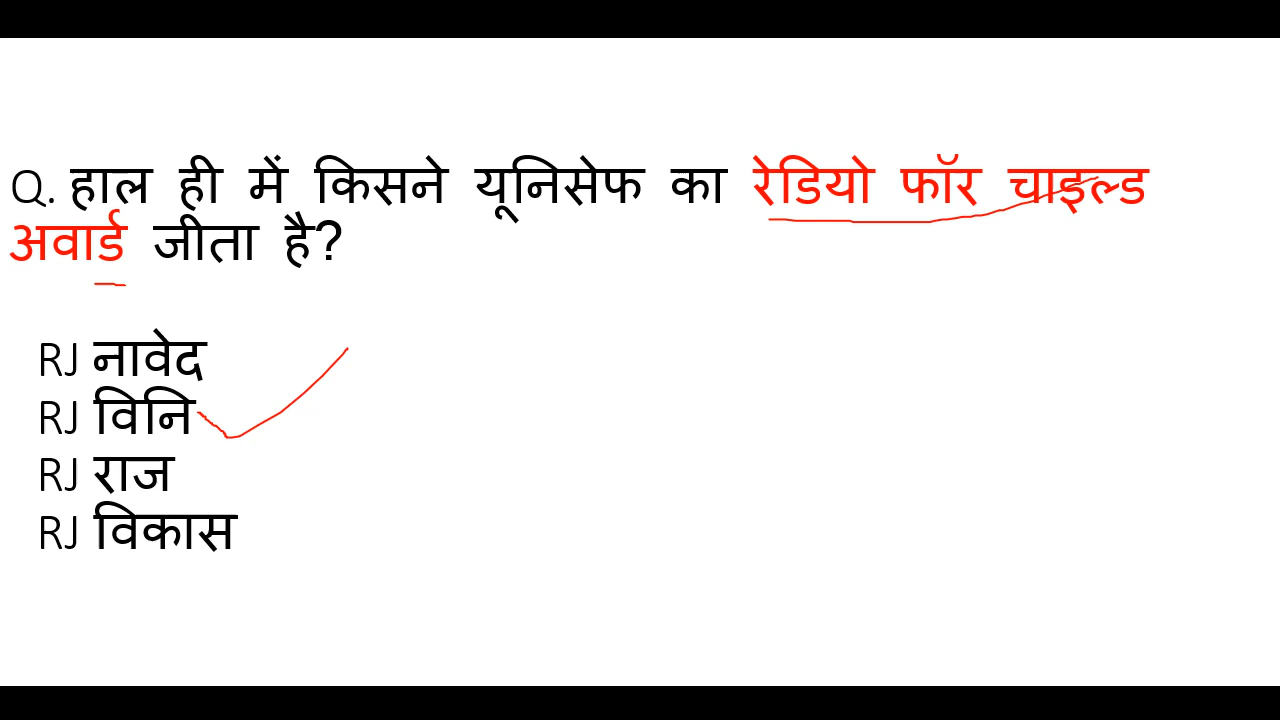 Q. हाल ही में किसने यूनिसेफ का रेडियो फॉर चाइल्ड
अवार्ड जीता है?
RJ नावेद
RJ विनि
RJ राज
RJ विकास